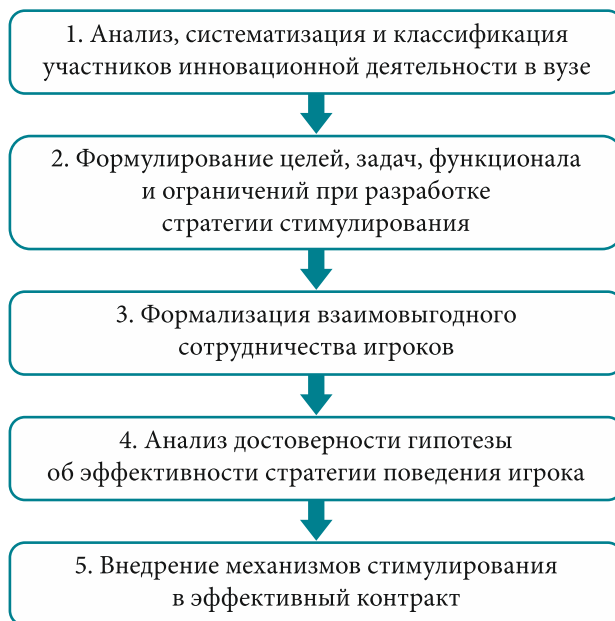 1. Анализ, систематизация и классификация
участников инновационной деятельности в вузе
2. Формулирование целей, задач, функционала
и ограничений при разработке
стратегии стимулирования
3. Формализация взаимовыгодного
сотрудничества игроков
4. Анализ достоверности гипотезы
об эффективности стратегии поведения игрока
5. Внедрение механизмов стимулирования
в эффективный контракт